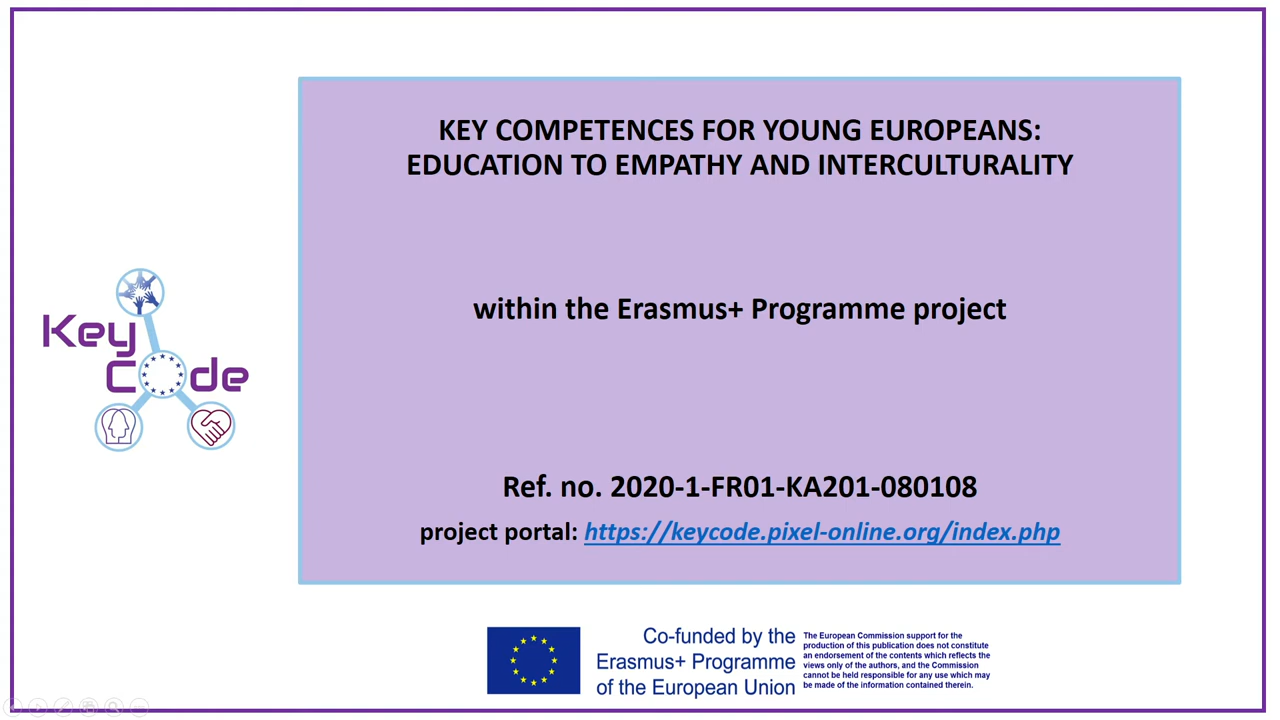 KEY COMPETENCES FOR YOUNG EUROPEANS:
EDUCATION TO EMPATHY AND INTERCULTURALITY
within the Erasmus+ Programme project
Key
Code
Ref. no. 2020-1-FR01-KA201-080108
project portal: https://keycode.pixel-online.org/index.php
Co-funded by the
Erasmus+ Programme
of the European Union
The European Commission support for the
production of this publication does not constitute
an endorsement of the contents which reflects the
views only of the authors, and the Commission
cannot be held responsible for any use which may
be made of the information contained therein.